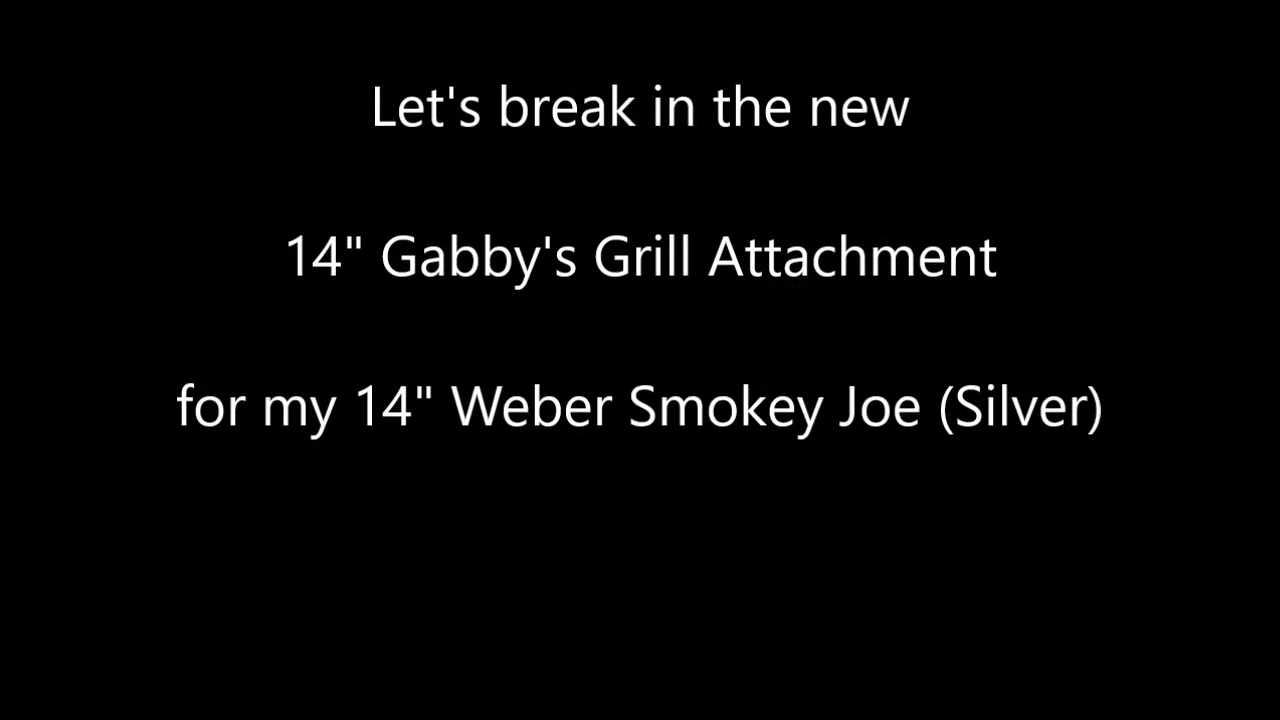 Let's break in the new
14" Gabby's Grill Attachment
for my 14" Weber Smokey Joe (Silver)